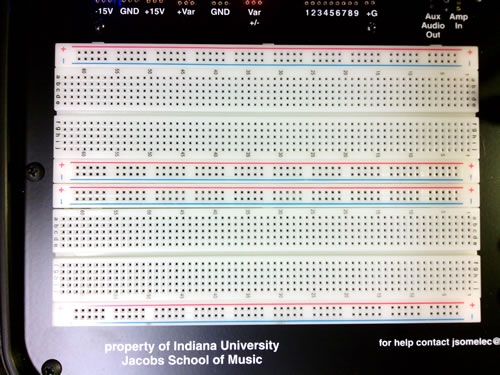 -15V GND +15V +Var GND Var 123456789 +G
+/-
Aux Amp
Audio In
Out
property of Indiana University
Jacobs School of Music
for help contact jsomelec@